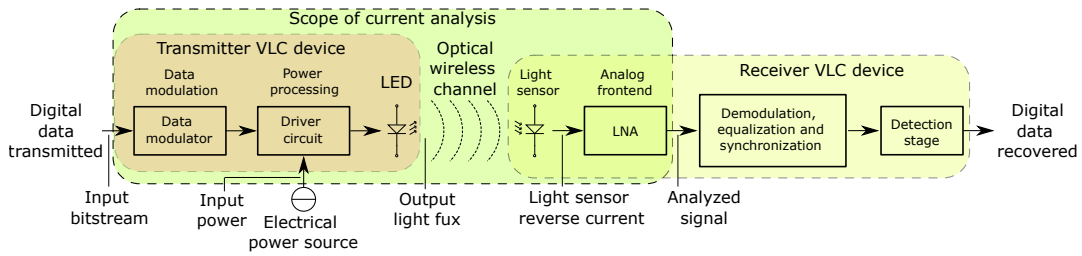 Scope of current analysis
Transmitter VLC device
Data
modulation
Power
processing
LED
Optical
wireless
channel
Light
sensor
Analog
frontend
Receiver VLC device
Digital
data
transmitted
Data
modulator
Driver
circuit
LNA
Demodulation,
equalization and
synchronization
Detection
stage
Digital
data
recovered
Input
bitstream
Input
power
Electrical
power source
Output
light fux
Light sensor
reverse current
Analyzed
signal